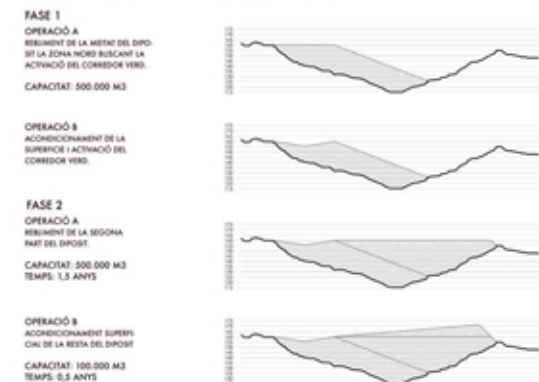 FASE 1
OPERACIÓ A
REBLIMENT DE LA MEITAT DEL DIPO-
SIT LA ZONA NORD BUSCANT LA
ACTIVACIÓ DEL CORREDOR VERD.
CAPACITAT: 500.000 M3
OPERACIÓ B
ACONDICIONAMENT DE LA
SUPERFICIE I ACTIVACIÓ DEL
CORREDOR VERD.
FASE 2
OPERACIÓ A
REBLIMENT DE LA SEGONA
PART DEL DIPOSIT.
CAPACITAT: 500.000 M3
TEMPS: 1,5 ANYS
OPERACIÓ B
ACONDICIONAMENT SUPERFI-
CIAL DE LA RESTA DEL DIPOSIT
CAPACITAT: 100.000 M3
TEMPS: 0,5 ANYS